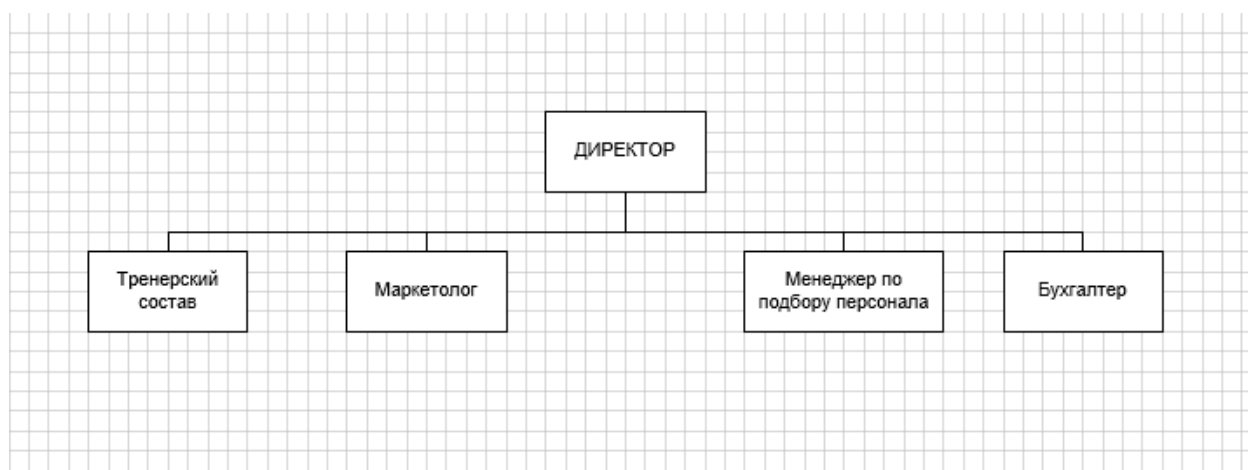 ДИРЕКТОР
Тренерский
состав
Маркетолог
Менеджер по
подбору персонала
Бухгалтер